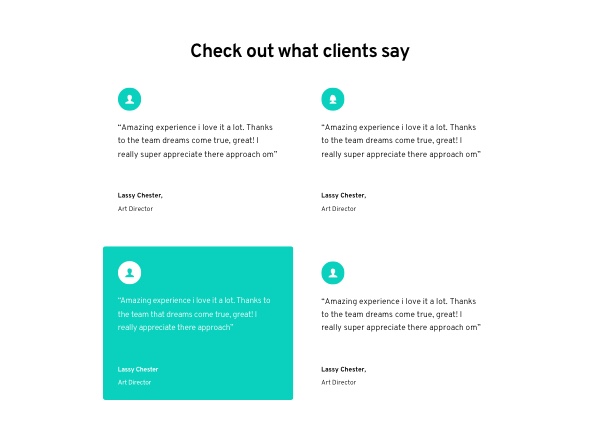 Check out what clients say
“Amazing experience i love it a lot. Thanks
to the team dreams come true, great! I
really super appreciate there approach om”
Lassy Chester,
Art Director
“Amazing experience i love it a lot. Thanks
to the team dreams come true, great! I
really super appreciate there approach om”
Lassy Chester,
Art Director
“Amazing experience i love it a lot. Thanks to
the team that dreams come true, great! I
really appreciate there approach”
Lassy Chester
Art Director
“Amazing experience i love it a lot. Thanks
to the team dreams come true, great! I
really super appreciate there approach om”
Lassy Chester,
Art Director